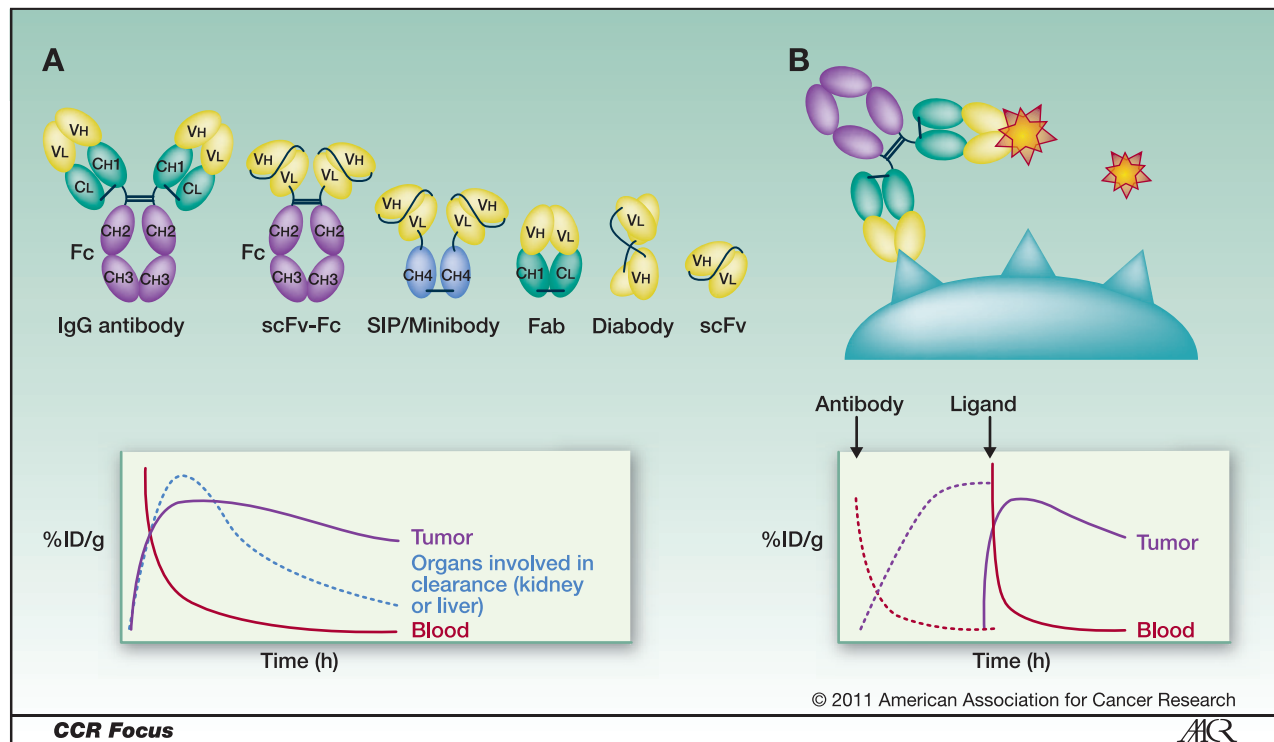 A
VH
VL
CH1
CL
VH
VL
CH1
CL
CH2
CH2
Fc
CH3
CH3
IgG antibody
VH
VL
VH
VL
CH2
CH2
Fc
CH3
CH3
scFv-Fc
VH
VL
VH
VL
CH4
CH4
SIP/Minibody
VH
VL
CH1
CL
Fab
VL
VH
Diabody
VH
VL
scFv
%ID/g
Tumor
Organs involved in
clearance (kidney
or liver)
Blood
Time (h)
B
Antibody
Ligand
%ID/g
Tumor
Blood
Time (h)
© 2011 American Association for Cancer Research
CCR Focus
AACR